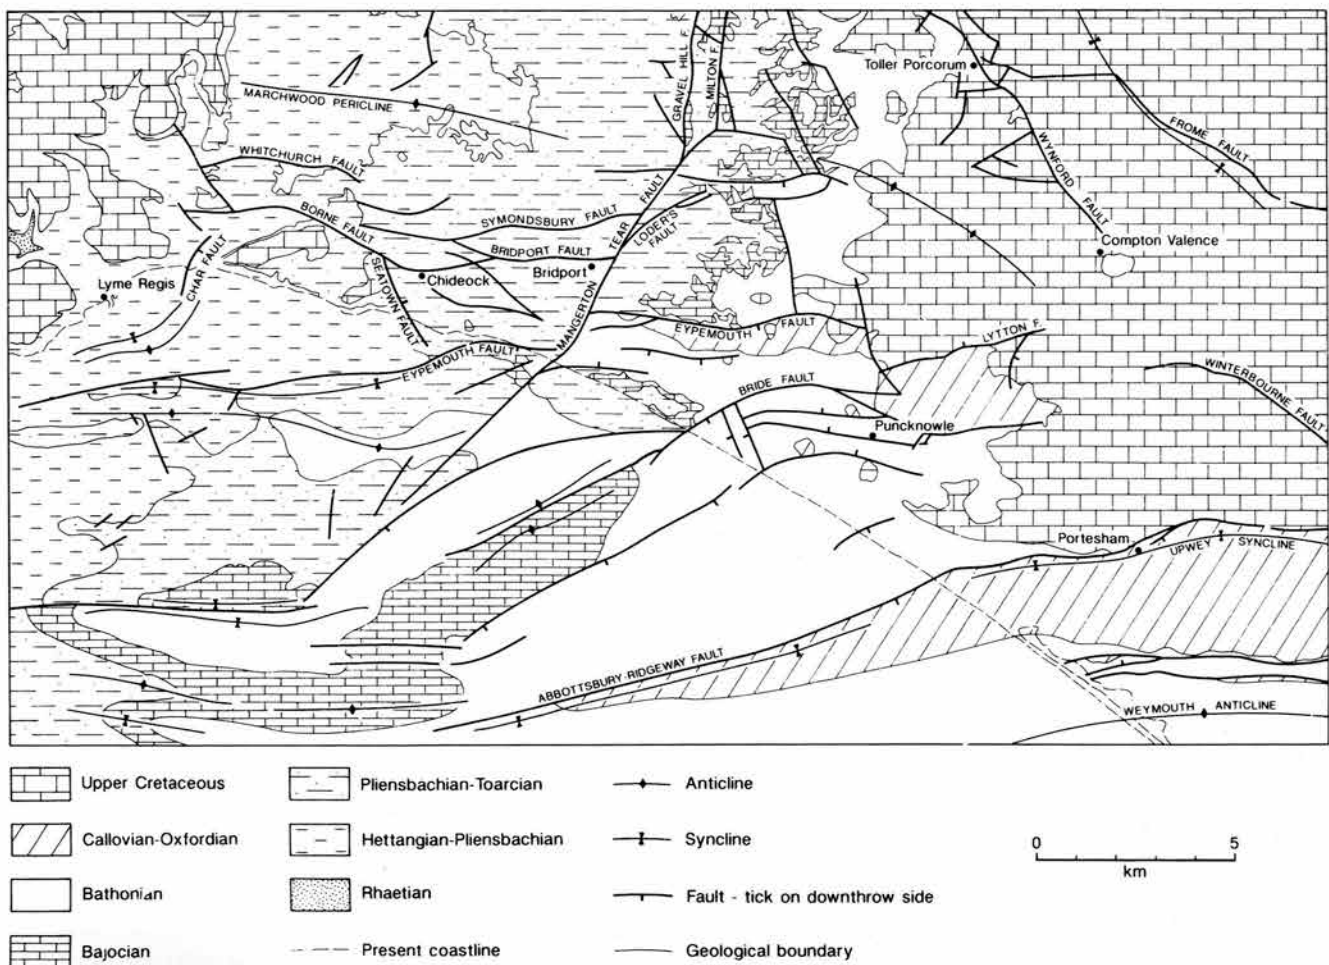 GRAVEL HILL F.
MILTON F.
Toller Porcorum
MARCHWOOD PERICLINE
WHITCHURCH FAULT
FROME FAULT
WYNFORD FAULT
BORNE FAULT
SYMONDSBURY FAULT
MANGERTON TEAR FAULT
LODER'S FAULT
BRIDPORT FAULT
Compton Valence
CHAR FAULT
SEATOWN FAULT
Chideock
Bridport
Lyme Regis
EYPEMOUTH FAULT
EYPEMOUTH FAULT
LYTTON F.
BRIDE FAULT
WINTERBOURNE FAULT
Puncknowle
Portesham
UPWEY SYNCLINE
ABBOTTSBURY-RIDGEWAY FAULT
WEYMOUTH ANTICLINE
Upper Cretaceous
Pliensbachian-Toarcian
Anticline
Callovian-Oxfordian
Hettangian-Pliensbachian
Syncline
0 5
km
Bathonian
Rhaetian
Fault - tick on downthrow side
Bajocian
Present coastline
Geological boundary